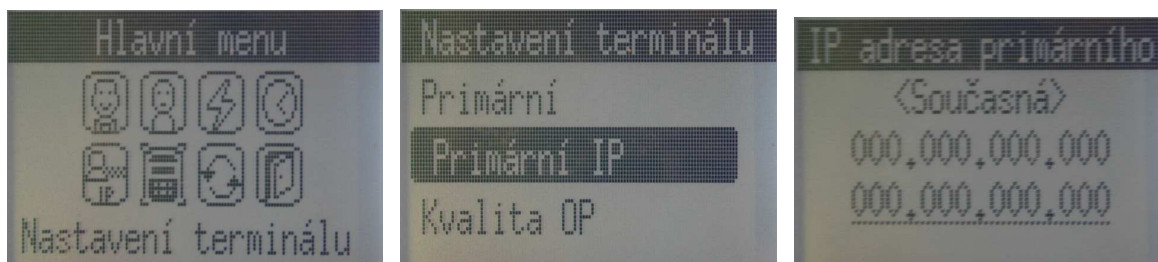 Hlavní menu
IP
Nastavení terminálu
Nastavení terminálu
Primární
Primární IP
Kvalita OP
IP adresa primárního
<Současná>
000.000.000.000
000.000.000.000